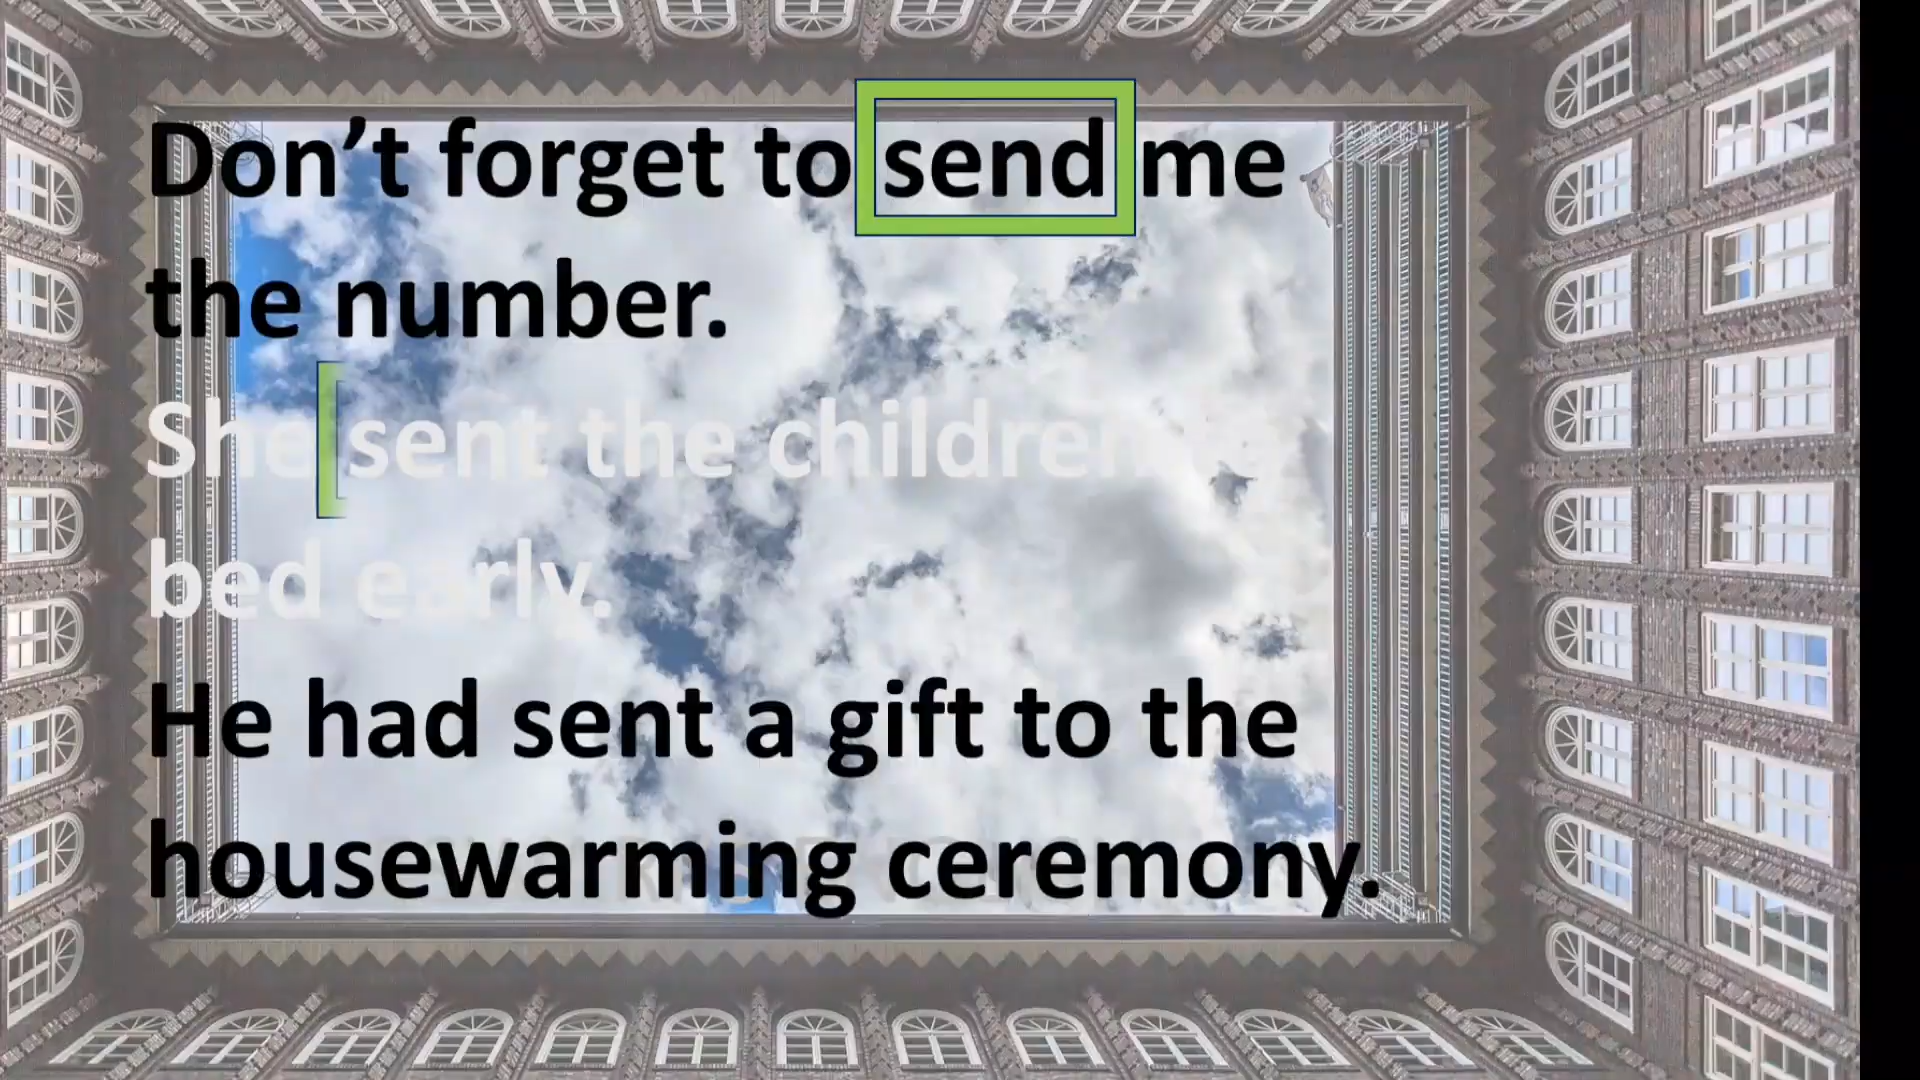 Don’t forget to send me
the number.
She sent the children to
bed early.
He had sent a gift to the
housewarming ceremony.